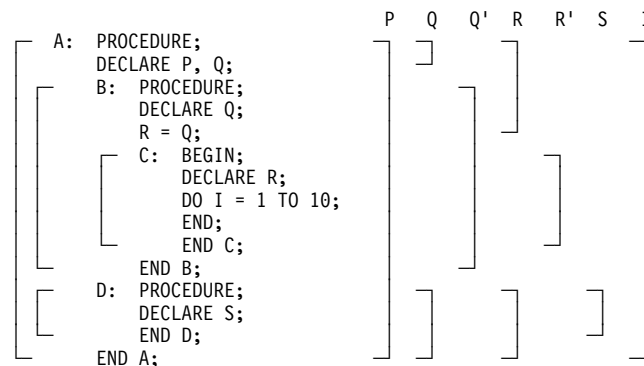 P Q Q' R R' S I
A: PROCEDURE;
DECLARE P, Q;
B: PROCEDURE;
DECLARE Q;
R = Q;
C: BEGIN;
DECLARE R;
DO I = 1 TO 10;
END;
END C;
END B;
D: PROCEDURE;
DECLARE S;
END D;
END A;